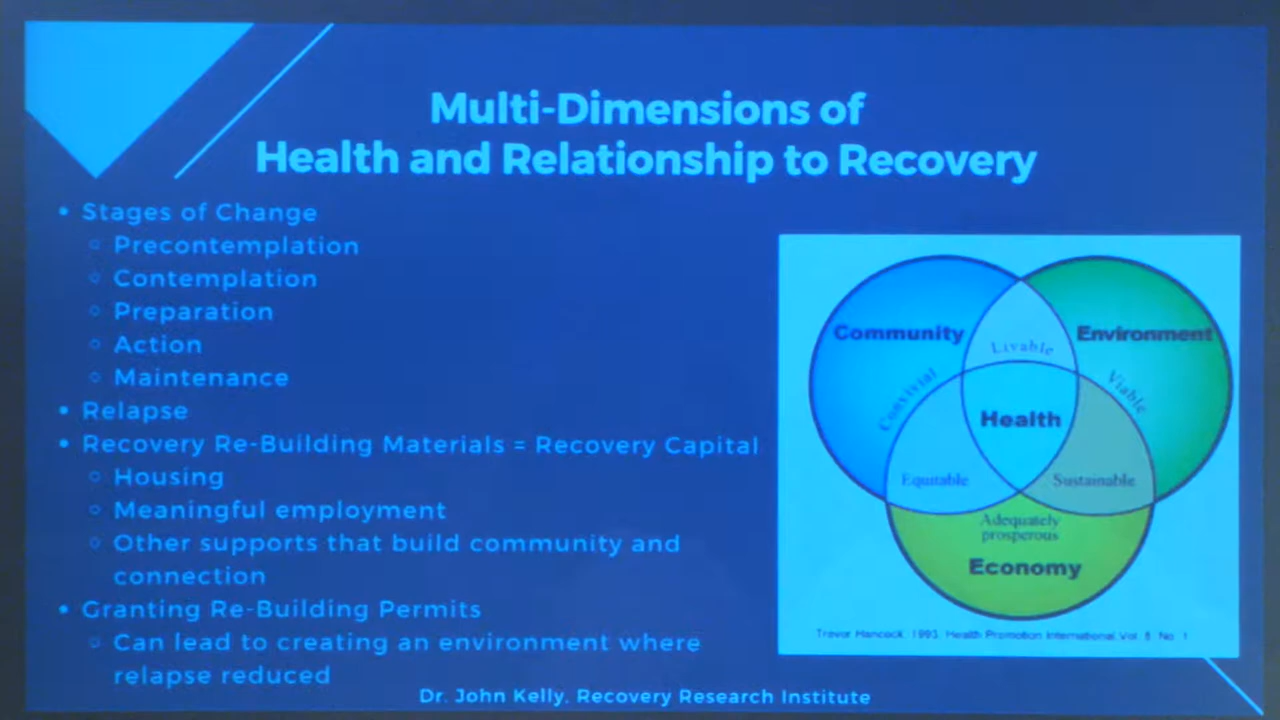 Multi-Dimensions of
Health and Relationship to Recovery
• Stages of Change
○ Precontemplation
○ Contemplation
○ Preparation
○ Action
○ Maintenance
• Relapse
• Recovery Re-Building Materials = Recovery Capital
○ Housing
○ Meaningful employment
○ Other supports that build community and
connection
• Granting Re-Building Permits
○ Can lead to creating an environment where
relapse reduced
Community
Environment
Livable
Convivial
Viable
Health
Equitable
Sustainable
Adequately
prosperous
Economy
Trevor Hancock, 1993, Health Promotion International, Vol. 8 No. 1
Dr. John Kelly, Recovery Research Institute